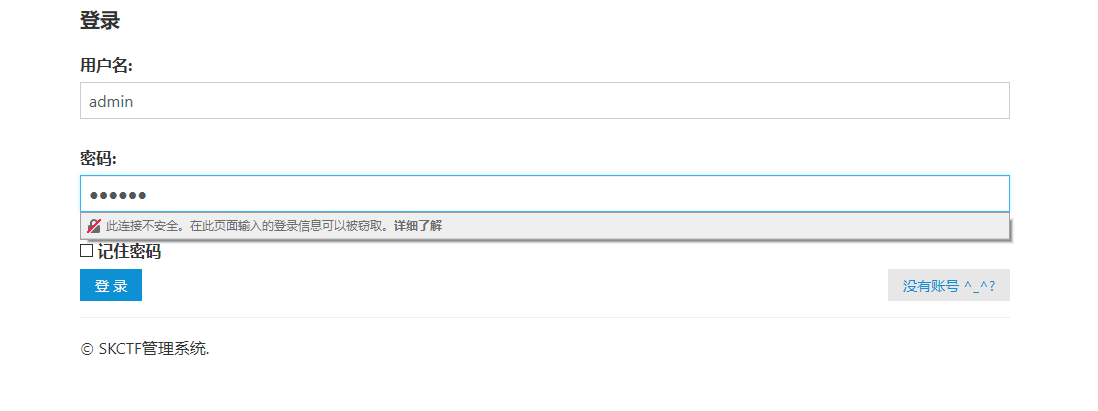 登录
用户名:
admin
密码:
●●●●●●
此连接不安全。在此页面输入的登录信息可以被窃取。详细了解
记住密码
登 录
没有账号 ^_^?
© SKCTF管理系统.